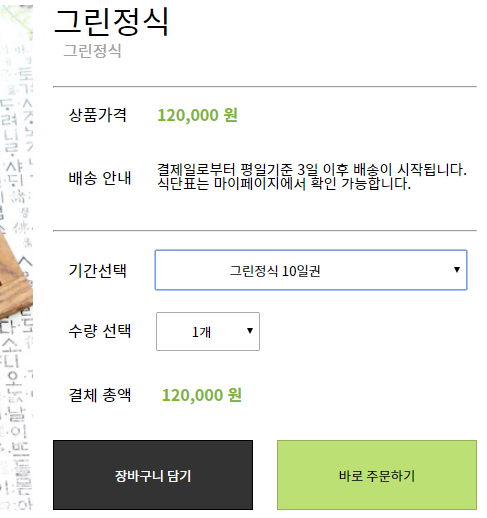 그린정식
그린정식
상품가격 120,000 원
배송 안내 결제일로부터 평일기준 3일 이후 배송이 시작됩니다.
식단표는 마이페이지에서 확인 가능합니다.
기간선택 그린정식 10일권
수량 선택 1개
결체 총액 120,000 원
장바구니 담기 바로 주문하기